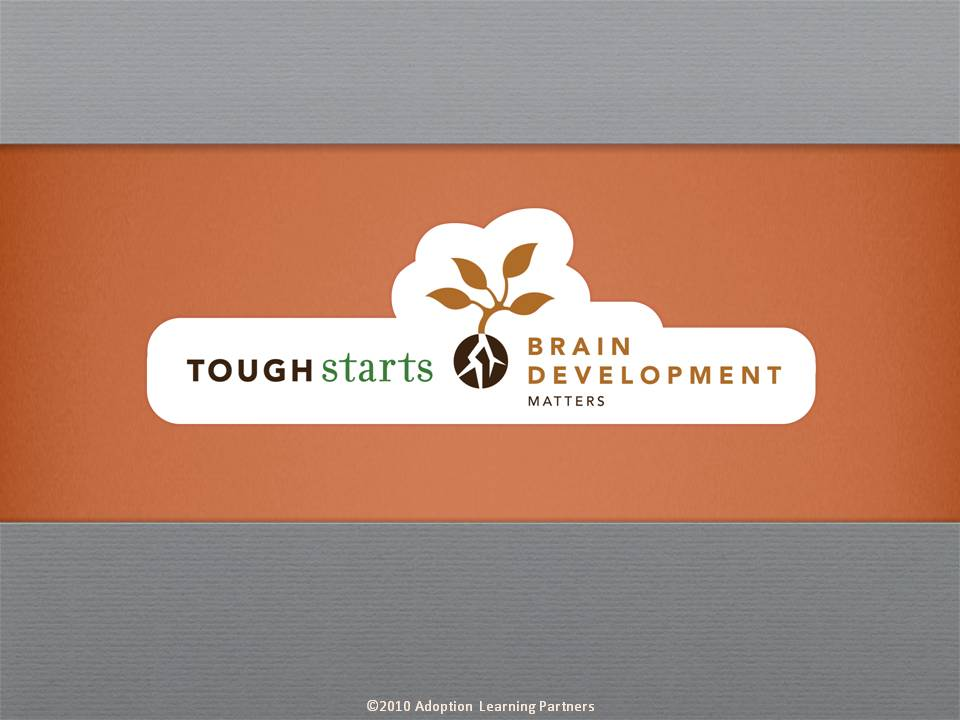 TOUGH starts
BRAIN
DEVELOPMENT
MATTERS
©2010 Adoption Learning Partners